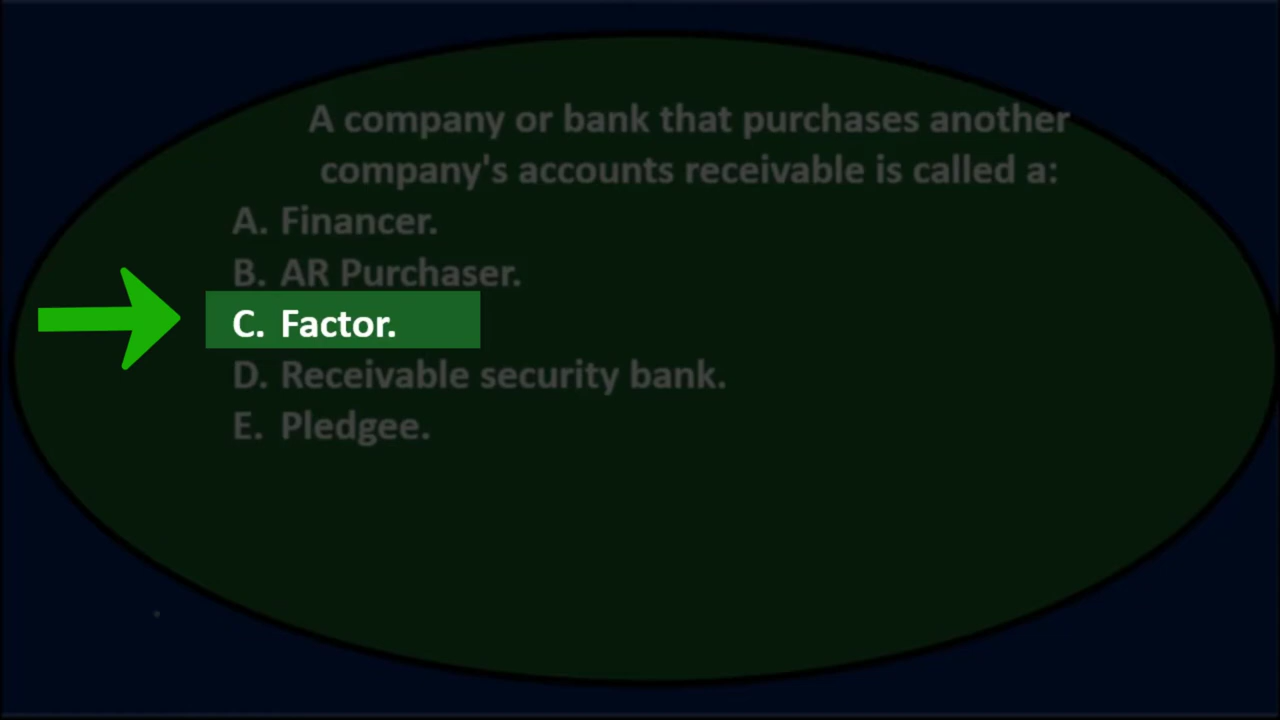 A company or bank that purchases another
company's accounts receivable is called a:
A. Financer.
B. AR Purchaser.
C. Factor.
D. Receivable security bank.
E. Pledgee.